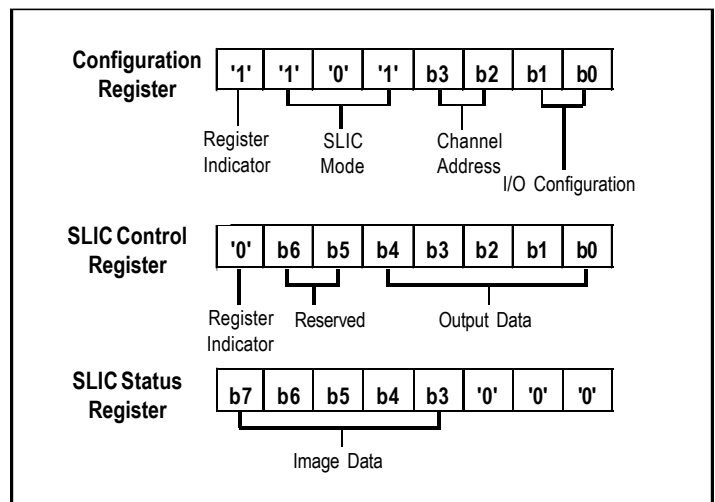 Configuration Register
'1' '1' '0' '1' b3 b2 b1 b0
Register Indicator
SLIC Mode
Channel Address
I/O Configuration
SLIC Control Register
'0' b6 b5 b4 b3 b2 b1 b0
Register Indicator
Reserved
Output Data
SLIC Status Register
b7 b6 b5 b4 b3 '0' '0' '0'
Image Data